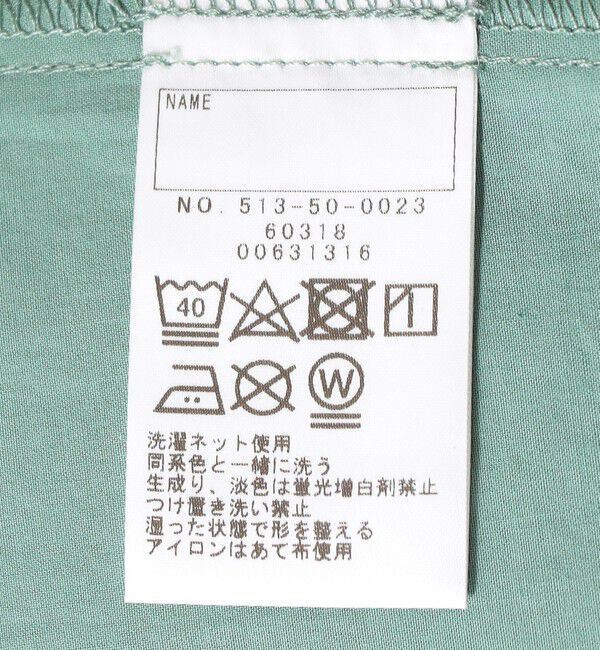 NAME
NO. 513-50-0023
60318
00631316
40
W
洗濯ネット使用
同系色と一緒に洗う
生成り、淡色は蛍光増白剤禁止
つけ置き洗い禁止
湿った状態で形を整える
アイロンはあて布使用